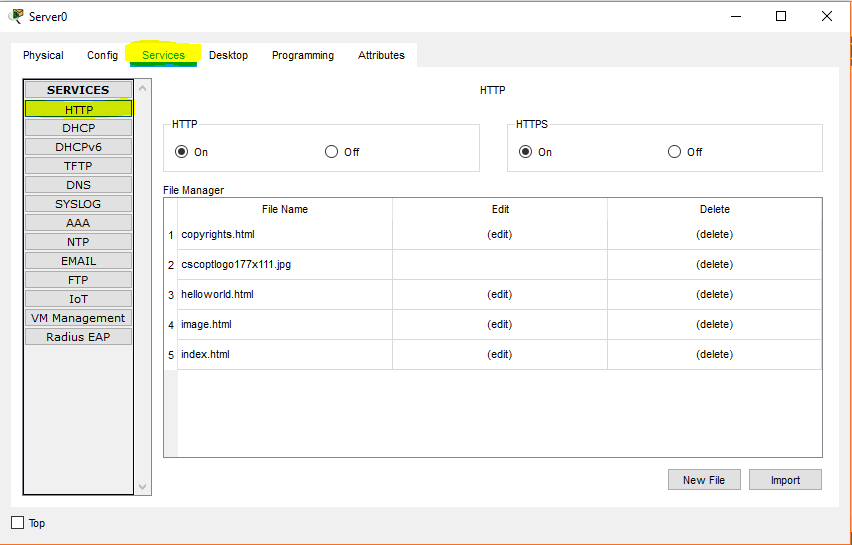 Server0
Physical Config Services Desktop Programming Attributes
SERVICES
HTTP
DHCP
DHCPv6
TFTP
DNS
SYSLOG
AAA
NTP
EMAIL
FTP
IoT
VM Management
Radius EAP
HTTP
HTTP
On Off
HTTPS
On Off
File Manager
File Name Edit Delete
1 copyrights.html (edit) (delete)
2 cscoptlogo177x111.jpg (delete)
3 helloworld.html (edit) (delete)
4 image.html (edit) (delete)
5 index.html (edit) (delete)
New File Import
Top